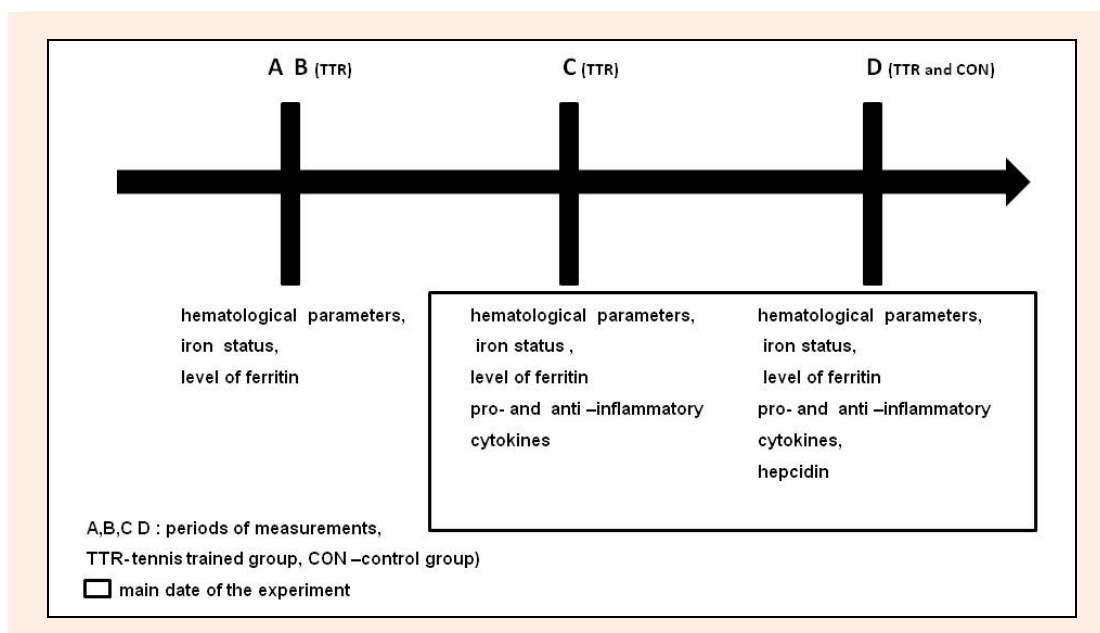 A B (TTR)
C (TTR)
D (TTR and CON)
hematological parameters,
iron status,
level of ferritin
hematological parameters,
iron status ,
level of ferritin
pro- and anti –inflammatory
cytokines
hematological parameters,
iron status,
level of ferritin
pro- and anti –inflammatory
cytokines,
hepcidin
A,B,C D : periods of measurements,
TTR- tennis trained group, CON –control group)
main date of the experiment